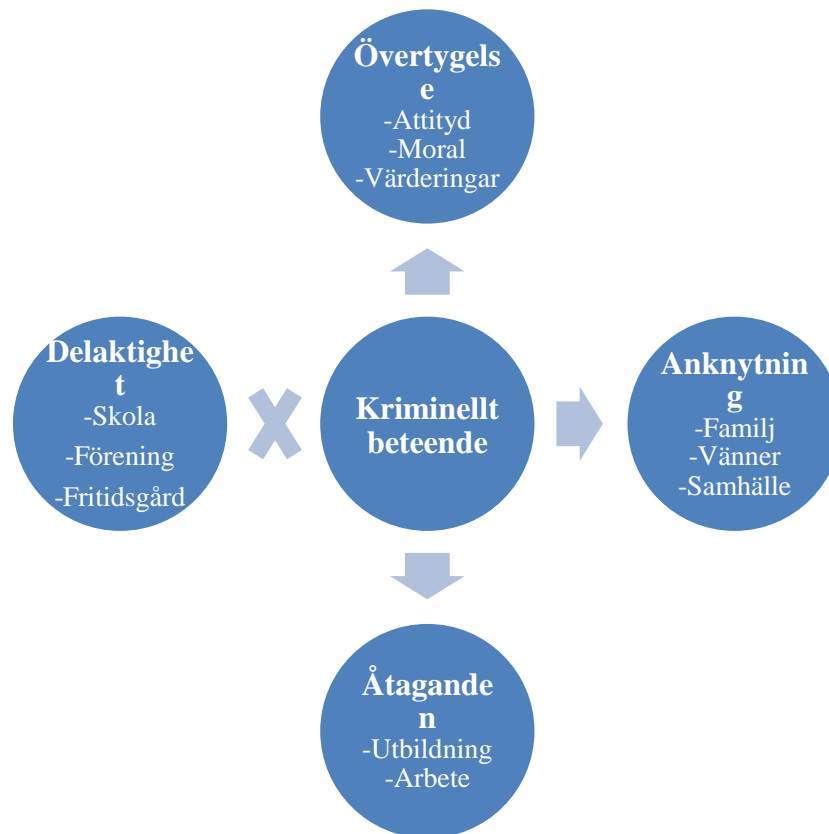 Övertygels
e
-Attityd
-Moral
-Värderingar
Delaktighe
t
-Skola
-Förening
-Fritidsgård
Kriminellt
beteende
Anknytnin
g
-Familj
-Vänner
-Samhälle
Åtagande
n
-Utbildning
-Arbete